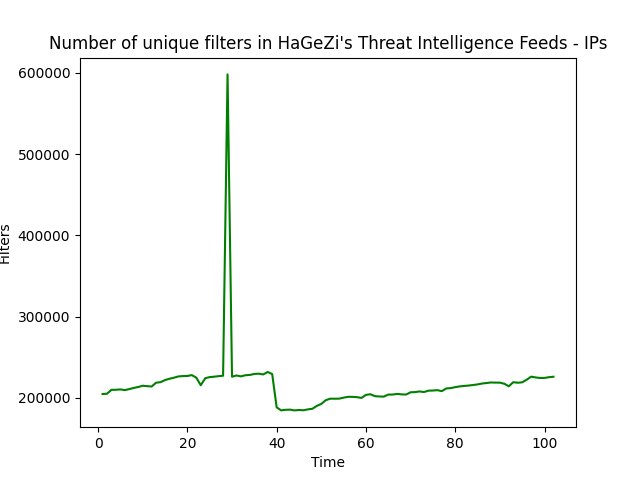 Number of unique filters in HaGeZi's Threat Intelligence Feeds - IPs
600000
500000
400000
300000
200000
Filters
0 20 40 60 80 100
Time